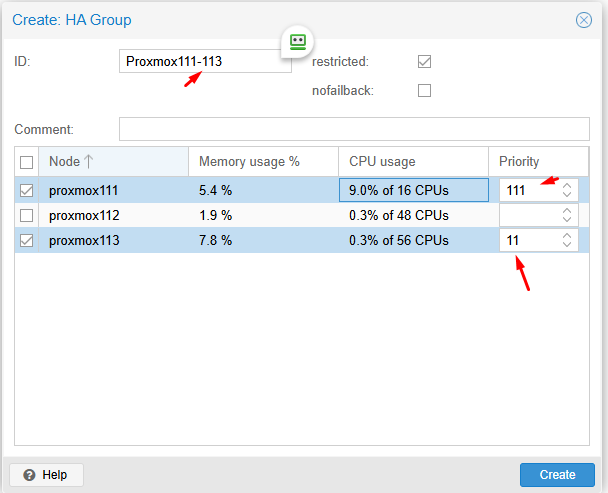 Create: HA Group
ID: Proxmox111-113 restricted:
nofailback:
Comment:
Node Memory usage % CPU usage Priority
proxmox111 5.4 % 9.0% of 16 CPUs 111
proxmox112 1.9 % 0.3% of 48 CPUs
proxmox113 7.8 % 0.3% of 56 CPUs 11
Help Create